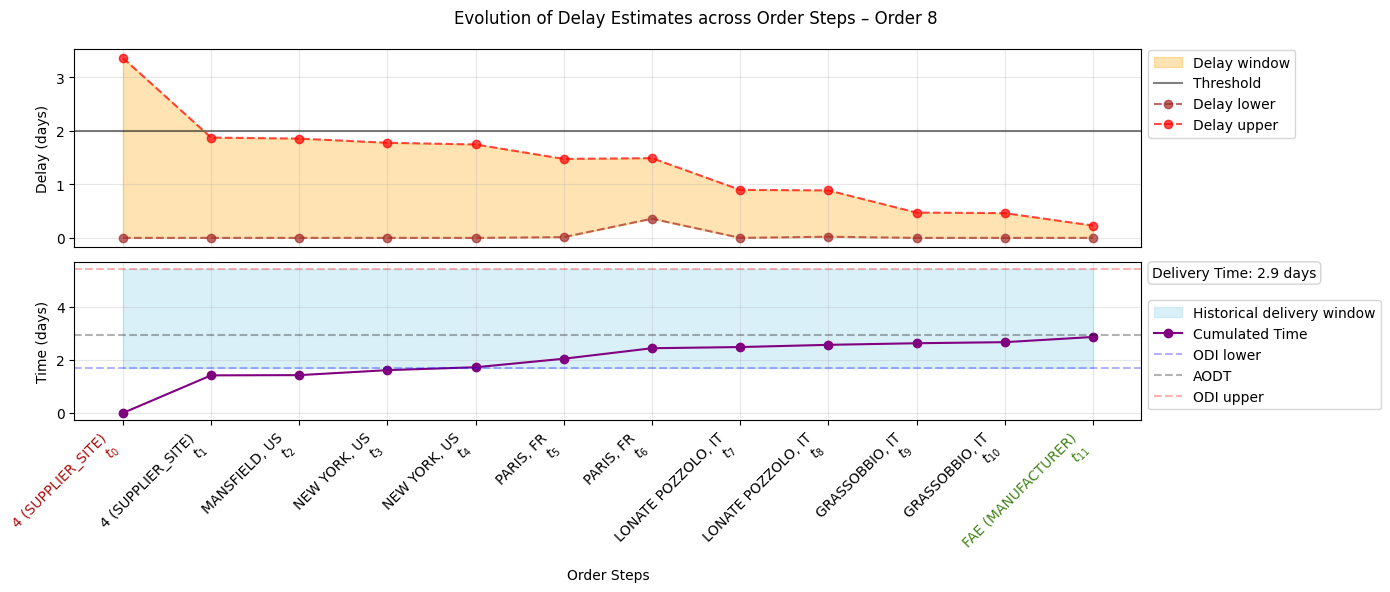 Evolution of Delay Estimates across Order Steps – Order 8
Delay (days)
3
2
1
0
Delay window
Threshold
Delay lower
Delay upper
Time (days)
4
2
0
Delivery Time: 2.9 days
Historical delivery window
Cumulated Time
ODI lower
AODT
ODI upper
4 (SUPPLIER_SITE)
t0
4 (SUPPLIER_SITE)
t1
MANSFIELD, US
t2
NEW YORK, US
t3
NEW YORK, US
t4
PARIS, FR
t5
PARIS, FR
t6
LONATE POZZOLO, IT
t7
LONATE POZZOLO, IT
t8
GRASSOBBIO, IT
t9
GRASSOBBIO, IT
t10
FAE (MANUFACTURER)
t11
Order Steps